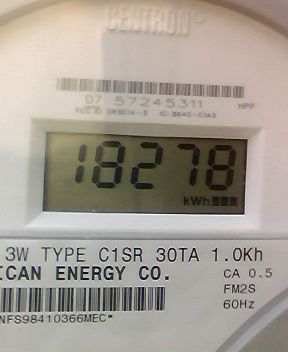 CENTRON
07 57245311
HPP
18278
kWh
3W TYPE C1SR 30TA 1.0Kh
ICAN ENERGY CO.
CA 0.5
FM2S
60Hz
NFS98410366MEC*